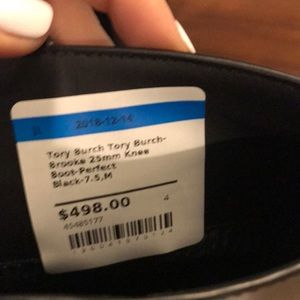 2018-12-14
Tory Burch Tory Burch-
Brooke 25mm Knee
Boot-Perfect
Black-7.5,M
$498.00 4
45485177